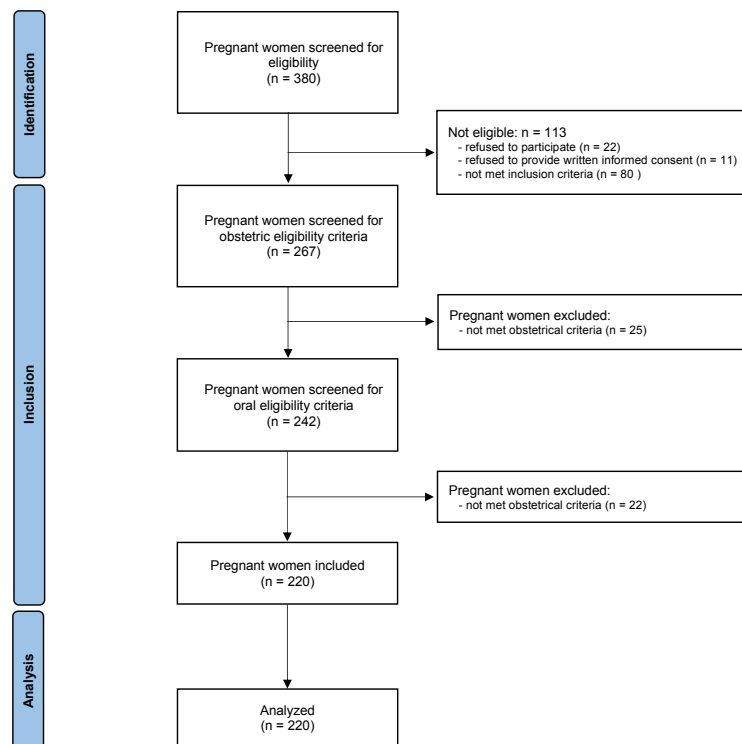 Identification
Pregnant women screened for
eligibility
(n = 380)
Not eligible: n = 113
- refused to participate (n = 22)
- refused to provide written informed consent (n = 11)
- not met inclusion criteria (n = 80 )
Inclusion
Pregnant women screened for
obstetric eligibility criteria
(n = 267)
Pregnant women excluded:
- not met obstetrical criteria (n = 25)
Pregnant women screened for
oral eligibility criteria
(n = 242)
Pregnant women excluded:
- not met obstetrical criteria (n = 22)
Pregnant women included
(n = 220)
Analysis
Analyzed
(n = 220)